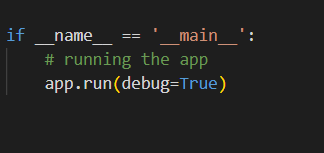 if __name__ == '__main__':
    # running the app
    app.run(debug=True)